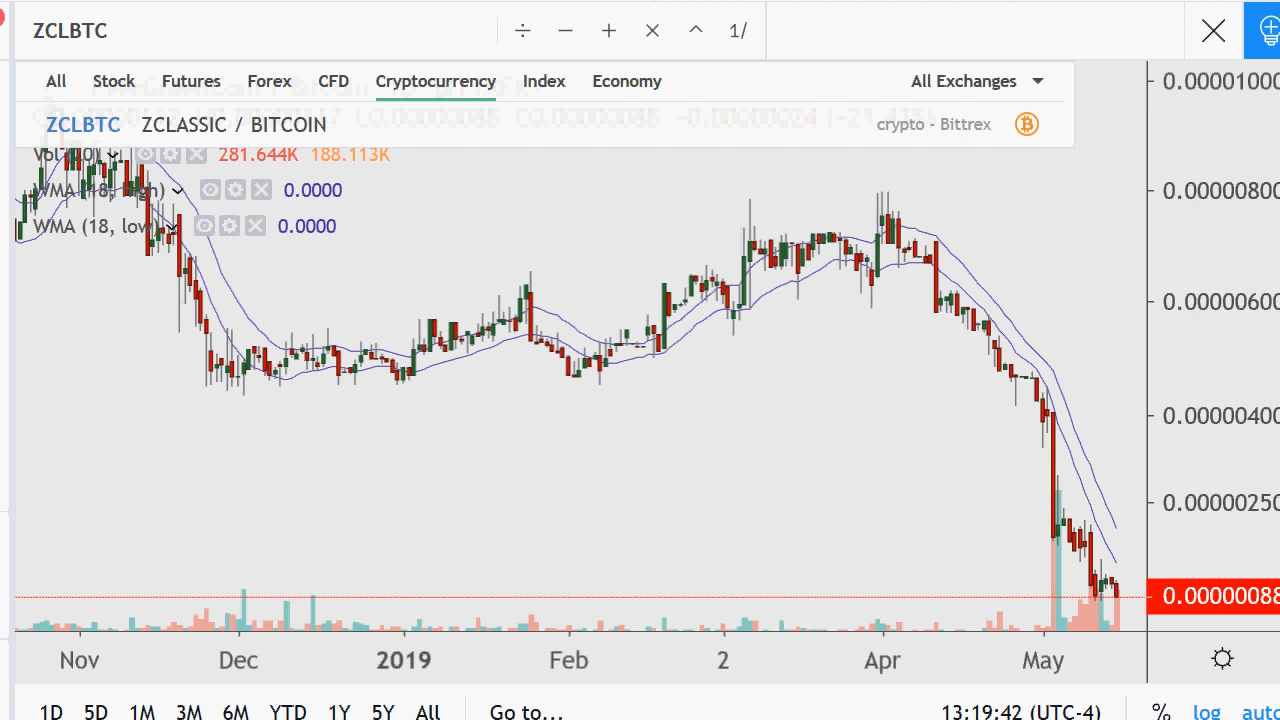 ZCLBTC ÷ − + × ^ 1/
All Stock Futures Forex CFD Cryptocurrency Index Economy All Exchanges
ZCLBTC ZCLASSIC / BITCOIN crypto - Bittrex
281.644K 188.113K
WMA (18, high) 0.0000
WMA (18, low) 0.0000
0.00001000
0.00000800
0.00000600
0.00000400
0.00000250
0.00000088
Nov Dec 2019 Feb 2 Apr May
1D 5D 1M 3M 6M YTD 1Y 5Y All Go to... 13:19:42 (UTC-4) % log auto